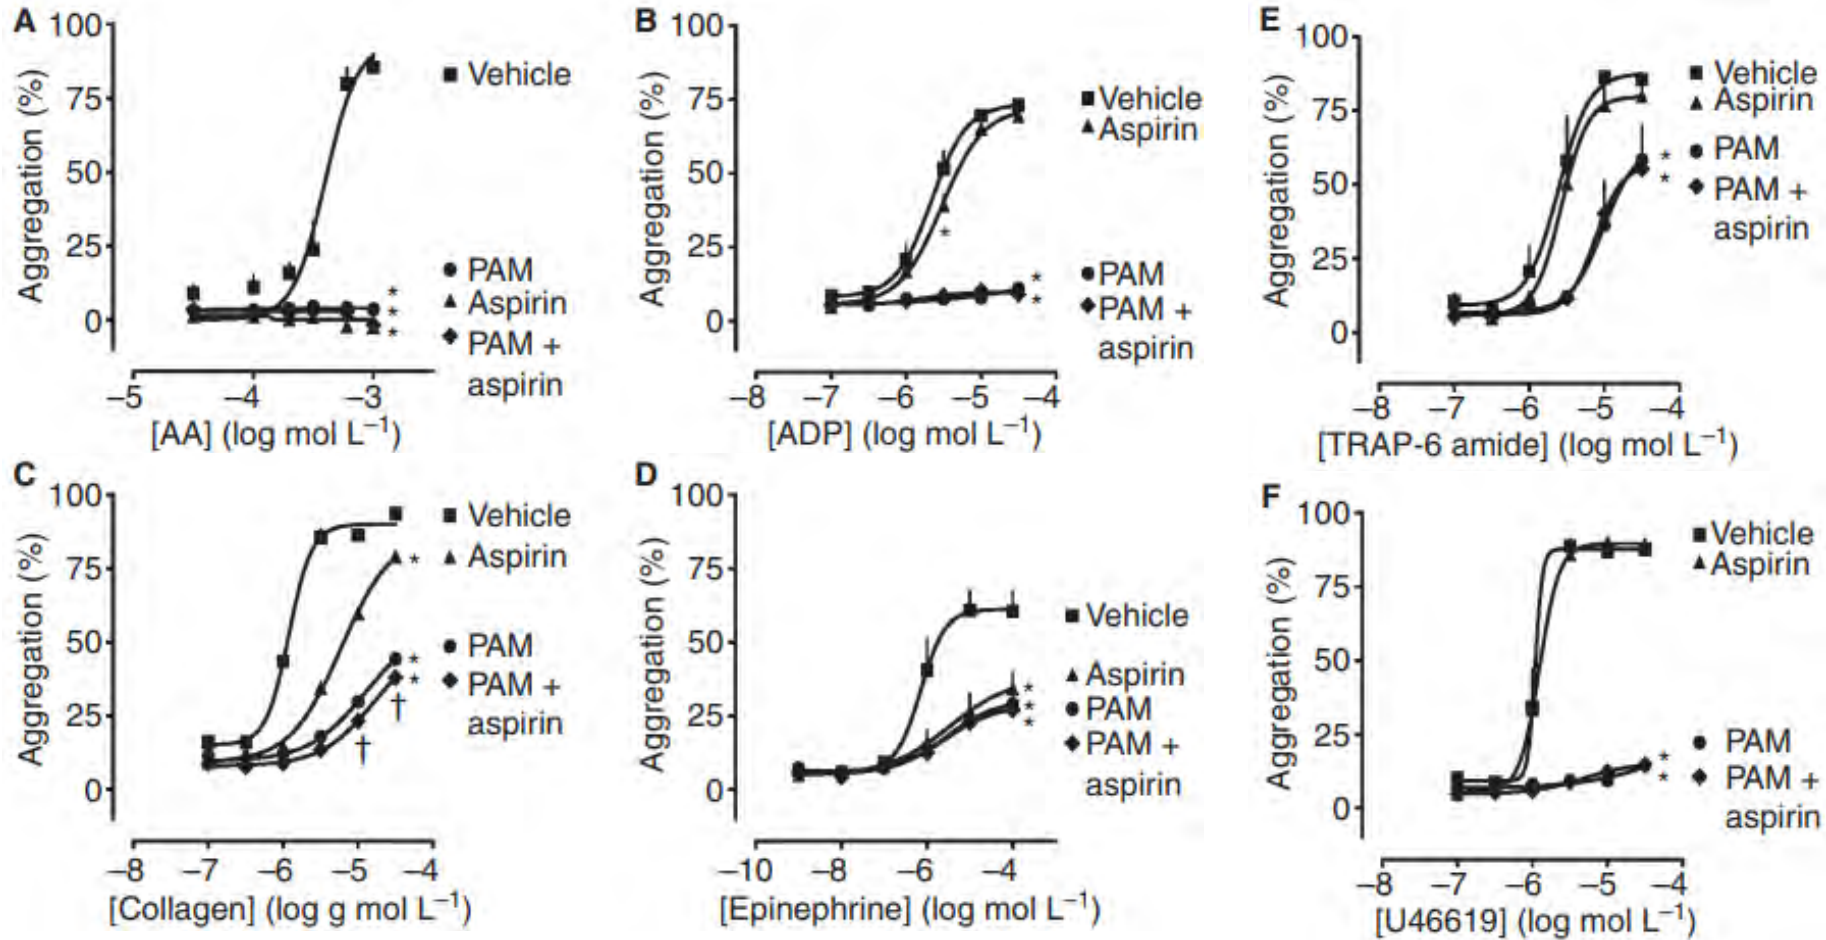 A
Aggregation (%)
100
75
50
25
0
–5
–4
–3
[AA] (log mol L–1)
Vehicle
PAM
Aspirin
PAM +
aspirin
*
*
*
B
Aggregation (%)
100
75
50
25
0
–8
–7
–6
–5
–4
[ADP] (log mol L–1)
Vehicle
Aspirin
PAM
PAM +
aspirin
*
*
*
E
Aggregation (%)
100
75
50
25
0
–8
–7
–6
–5
–4
[TRAP-6 amide] (log mol L–1)
Vehicle
Aspirin
PAM
PAM +
aspirin
*
*
C
Aggregation (%)
100
75
50
25
0
–8
–7
–6
–5
–4
[Collagen] (log g mol L–1)
Vehicle
Aspirin
PAM
PAM +
aspirin
*
*
*
†
†
D
Aggregation (%)
100
75
50
25
0
–10
–8
–6
–4
[Epinephrine] (log mol L–1)
Vehicle
Aspirin
PAM
PAM +
aspirin
*
*
*
F
Aggregation (%)
100
75
50
25
0
–8
–7
–6
–5
–4
[U46619] (log mol L–1)
Vehicle
Aspirin
PAM
PAM +
aspirin
*
*